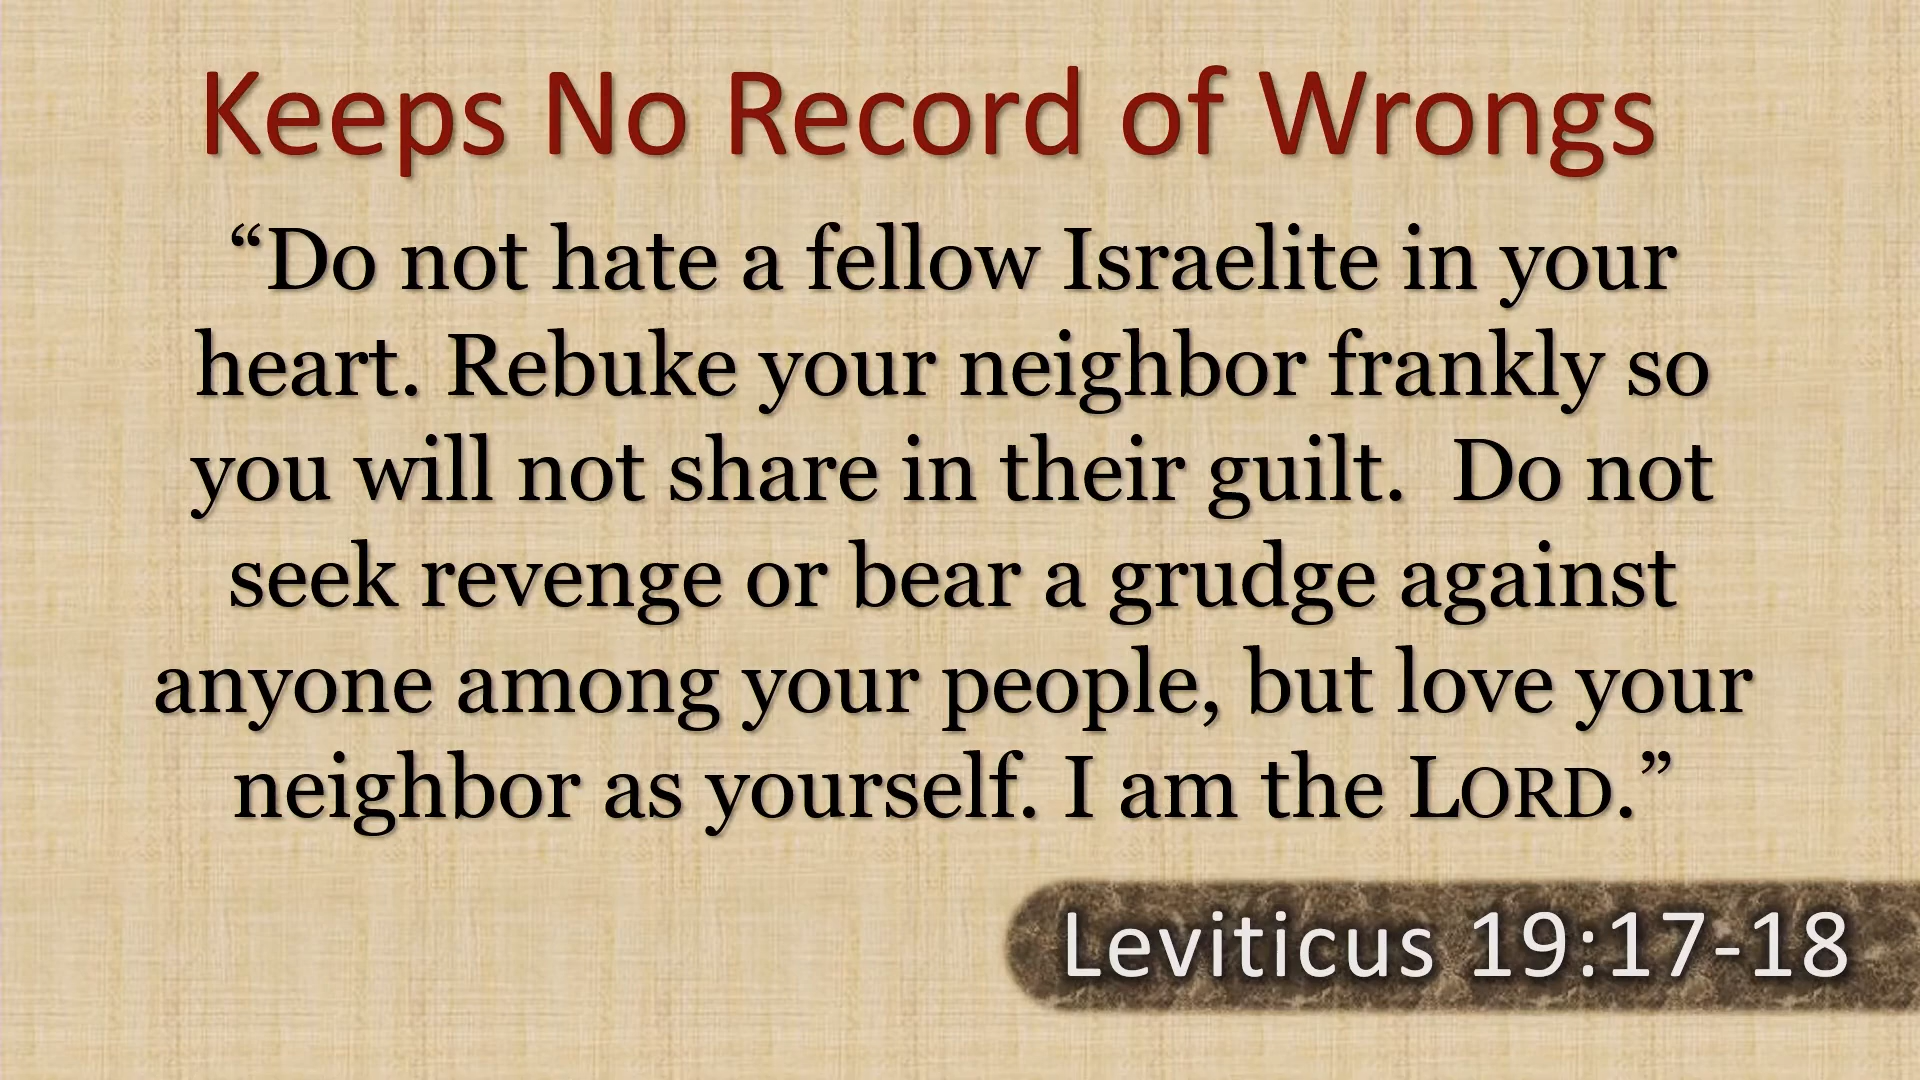 Keeps No Record of Wrongs
“Do not hate a fellow Israelite in your
heart. Rebuke your neighbor frankly so
you will not share in their guilt.  Do not
seek revenge or bear a grudge against
anyone among your people, but love your
neighbor as yourself. I am the LORD.”
Leviticus 19:17-18